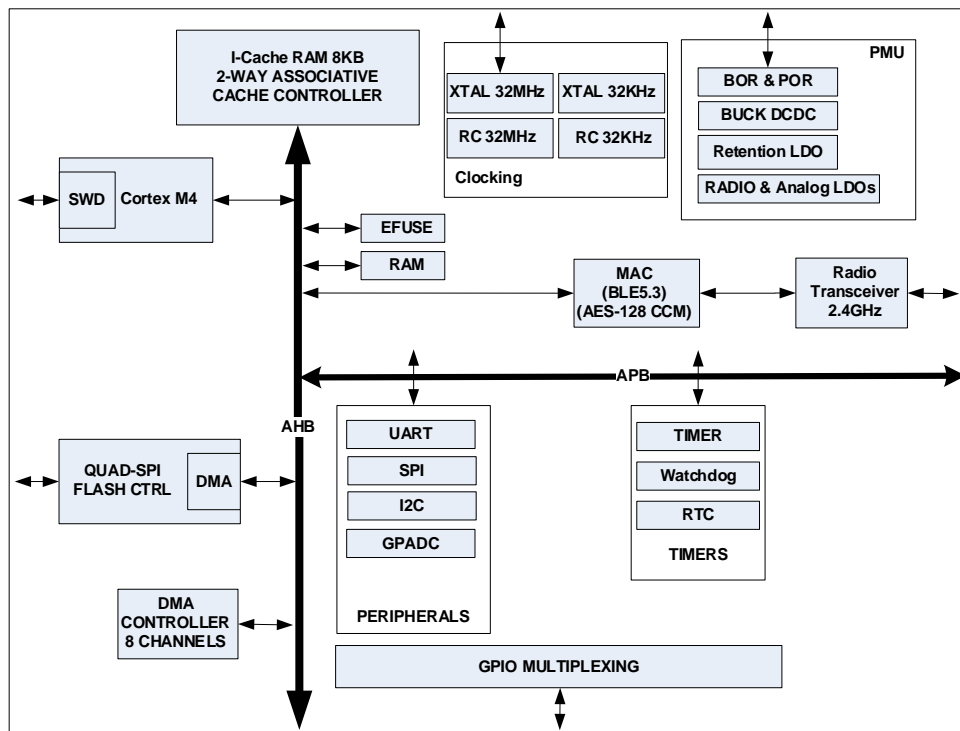 I-Cache RAM 8KB
2-WAY ASSOCIATIVE
CACHE CONTROLLER
XTAL 32MHz
XTAL 32KHz
RC 32MHz
RC 32KHz
Clocking
PMU
BOR & POR
BUCK DCDC
Retention LDO
RADIO & Analog LDOs
SWD
Cortex M4
EFUSE
RAM
MAC
(BLE5.3)
(AES-128 CCM)
Radio
Transceiver
2.4GHz
APB
AHB
UART
SPI
I2C
GPADC
PERIPHERALS
TIMER
Watchdog
RTC
TIMERS
QUAD-SPI
FLASH CTRL
DMA
DMA
CONTROLLER
8 CHANNELS
GPIO MULTIPLEXING